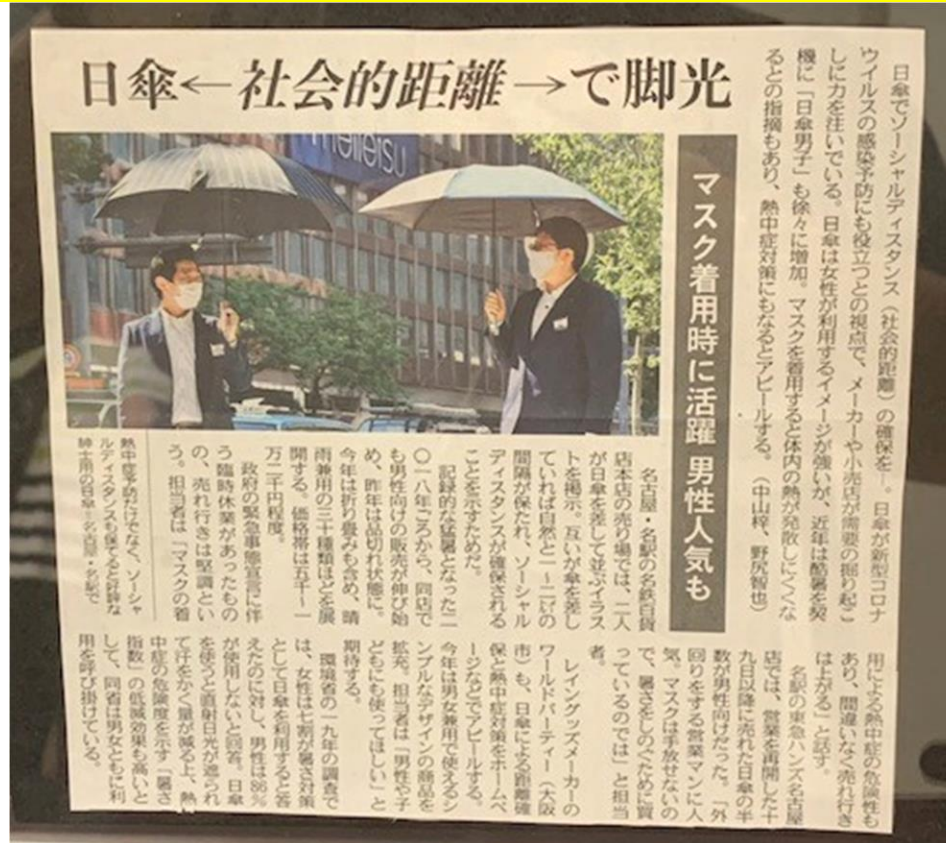 日傘←社会的距離→で脚光
マスク着用時に活躍 男性人気も
日傘でソーシャルディスタンス（社会的距離）の確保を―。日傘が新型コロナ
ウイルスの感染予防にも役立つとの視点で、メーカーや小売店が需要の掘り起こ
しに力を注いでいる。日傘は女性が利用するイメージが強いが、近年は酷暑を契
機に「日傘男子」も徐々に増加。マスクを着用すると体内の熱が発散しにくくな
るとの指摘もあり、熱中症対策にもなるとアピールする。（中山梓、野尻智也）
meitetsu
名古屋・名駅の名鉄百貨
店本店の売り場では、二人
が日傘を差して並ぶイラス
トを掲示。互いが傘を差し
ていれば自然と一～二㍍の
間隔が保たれ、ソーシャル
ディスタンスが確保される
ことを示すためだ。
記録的な猛暑となった二
〇一八年ごろから、同店で
も男性向けの販売が伸び始
め、昨年は品切れ状態に。
今年は折り畳みも含め、晴
雨兼用の三十種類ほどを展
開する。価格帯は五千～一
万二千円程度。
政府の緊急事態宣言に伴
う臨時休業があったもの
の、売れ行きは堅調とい
う。担当者は「マスクの着
熱中症予防だけでなく、ソーシャ
ルディスタンスも保てると好評な
紳士用の日傘＝名古屋・名駅で
用による熱中症の危険性も
あり、間違いなく売れ行き
は上がる」と話す。
名駅の東急ハンズ名古屋
店では、営業を再開した十
九日以降に売れた日傘の半
数が男性向けだった。「外
回りをする営業マンに人
気。マスクは手放せないの
で、暑さをしのぐために買
っているのでは」と担当
者。
レイングッズメーカーの
ワールドパーティー（大阪
市）も、日傘による距離確
保と熱中症対策をホームペ
ージなどでアピールする。
今年は男女兼用で使えるシ
ンプルなデザインの商品を
拡充。担当者は「男性や子
どもにも使ってほしい」と
期待する。
環境省の一九年の調査で
は、女性は七割が暑さ対策
として日傘を利用すると答
えたのに対し、男性は86％
が使用しないと回答。日傘
を使うと直射日光が遮られ
て汗をかく量が減る上、熱
中症の危険度を示す「暑さ
指数」の低減効果も高いと
して、同省は男女ともに利
用を呼び掛けている。